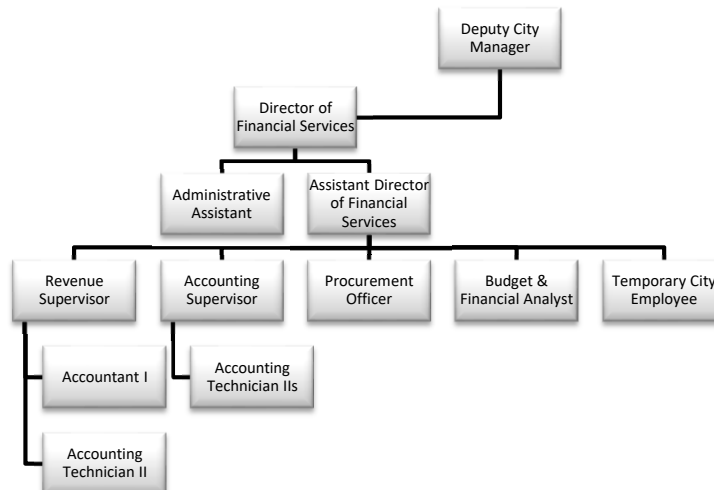 Deputy City
Manager
Director of
Financial Services
Administrative
Assistant
Assistant Director
of Financial
Services
Revenue
Supervisor
Accounting
Supervisor
Procurement
Officer
Budget &
Financial Analyst
Temporary City
Employee
Accountant I
Accounting
Technician IIs
Accounting
Technician II